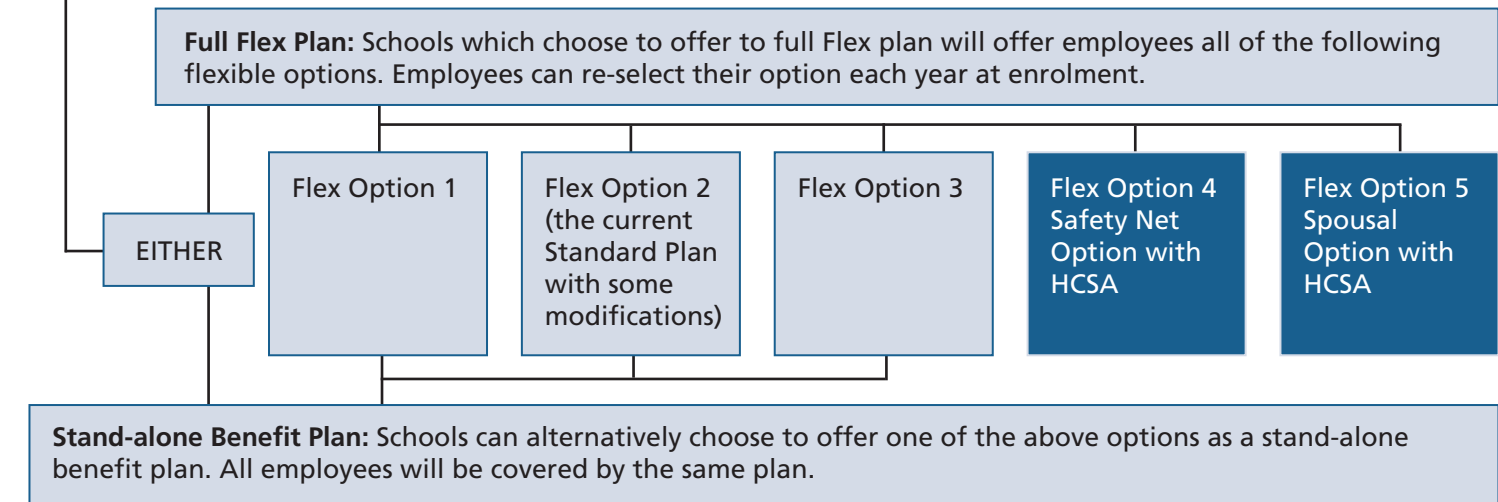 Full Flex Plan: Schools which choose to offer to full Flex plan will offer employees all of the following
flexible options. Employees can re-select their option each year at enrolment.
EITHER
Flex Option 1
Flex Option 2
(the current
Standard Plan
with some
modifications)
Flex Option 3
Flex Option 4
Safety Net
Option with
HCSA
Flex Option 5
Spousal
Option with
HCSA
Stand-alone Benefit Plan: Schools can alternatively choose to offer one of the above options as a stand-alone
benefit plan. All employees will be covered by the same plan.